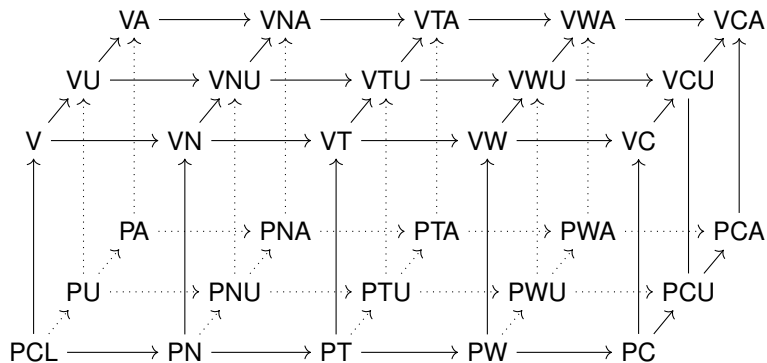 VA VNA VTA VWA VCA
VU VNU VTU VWU VCU
V VN VT VW VC
PA PNA PTA PWA PCA
PU PNU PTU PWU PCU
PCL PN PT PW PC